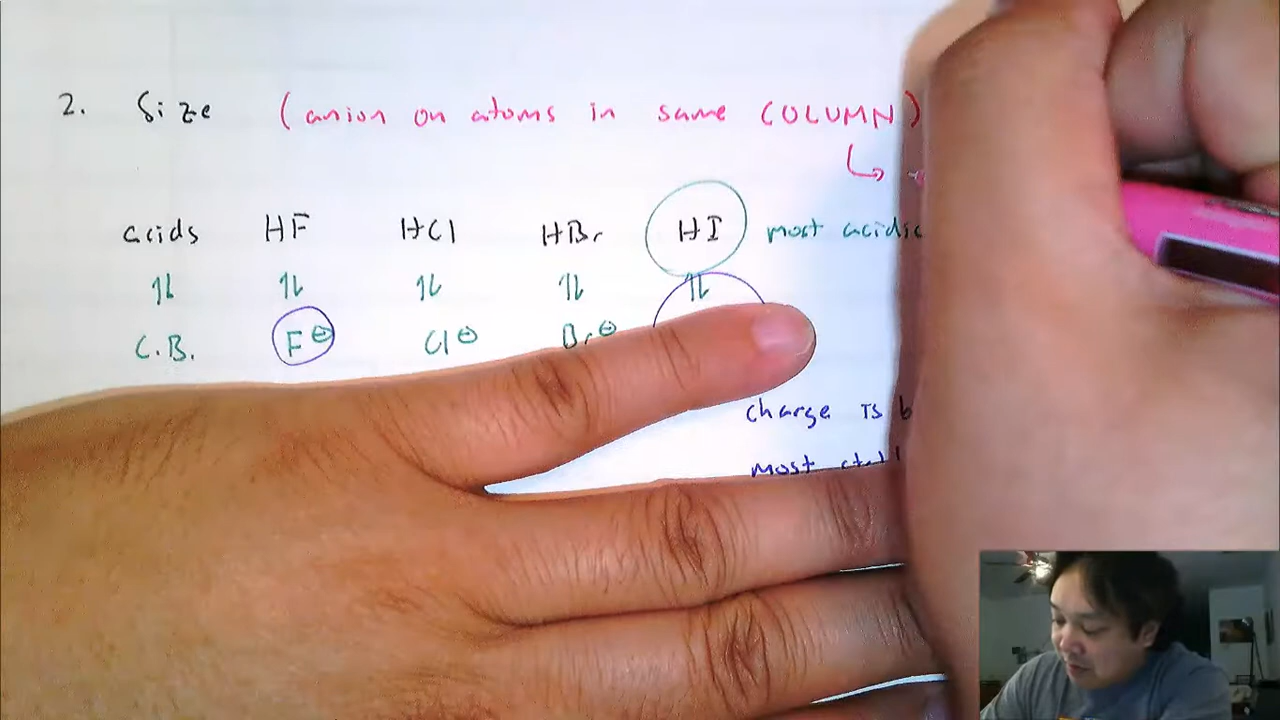 2. Size (anion on atoms in same COLUMN)
acids HF HCl HBr HI most acidic
⇌ ⇌ ⇌ ⇌ ⇌
C.B. F⊖ Cl⊖ Br⊖
charge is
most